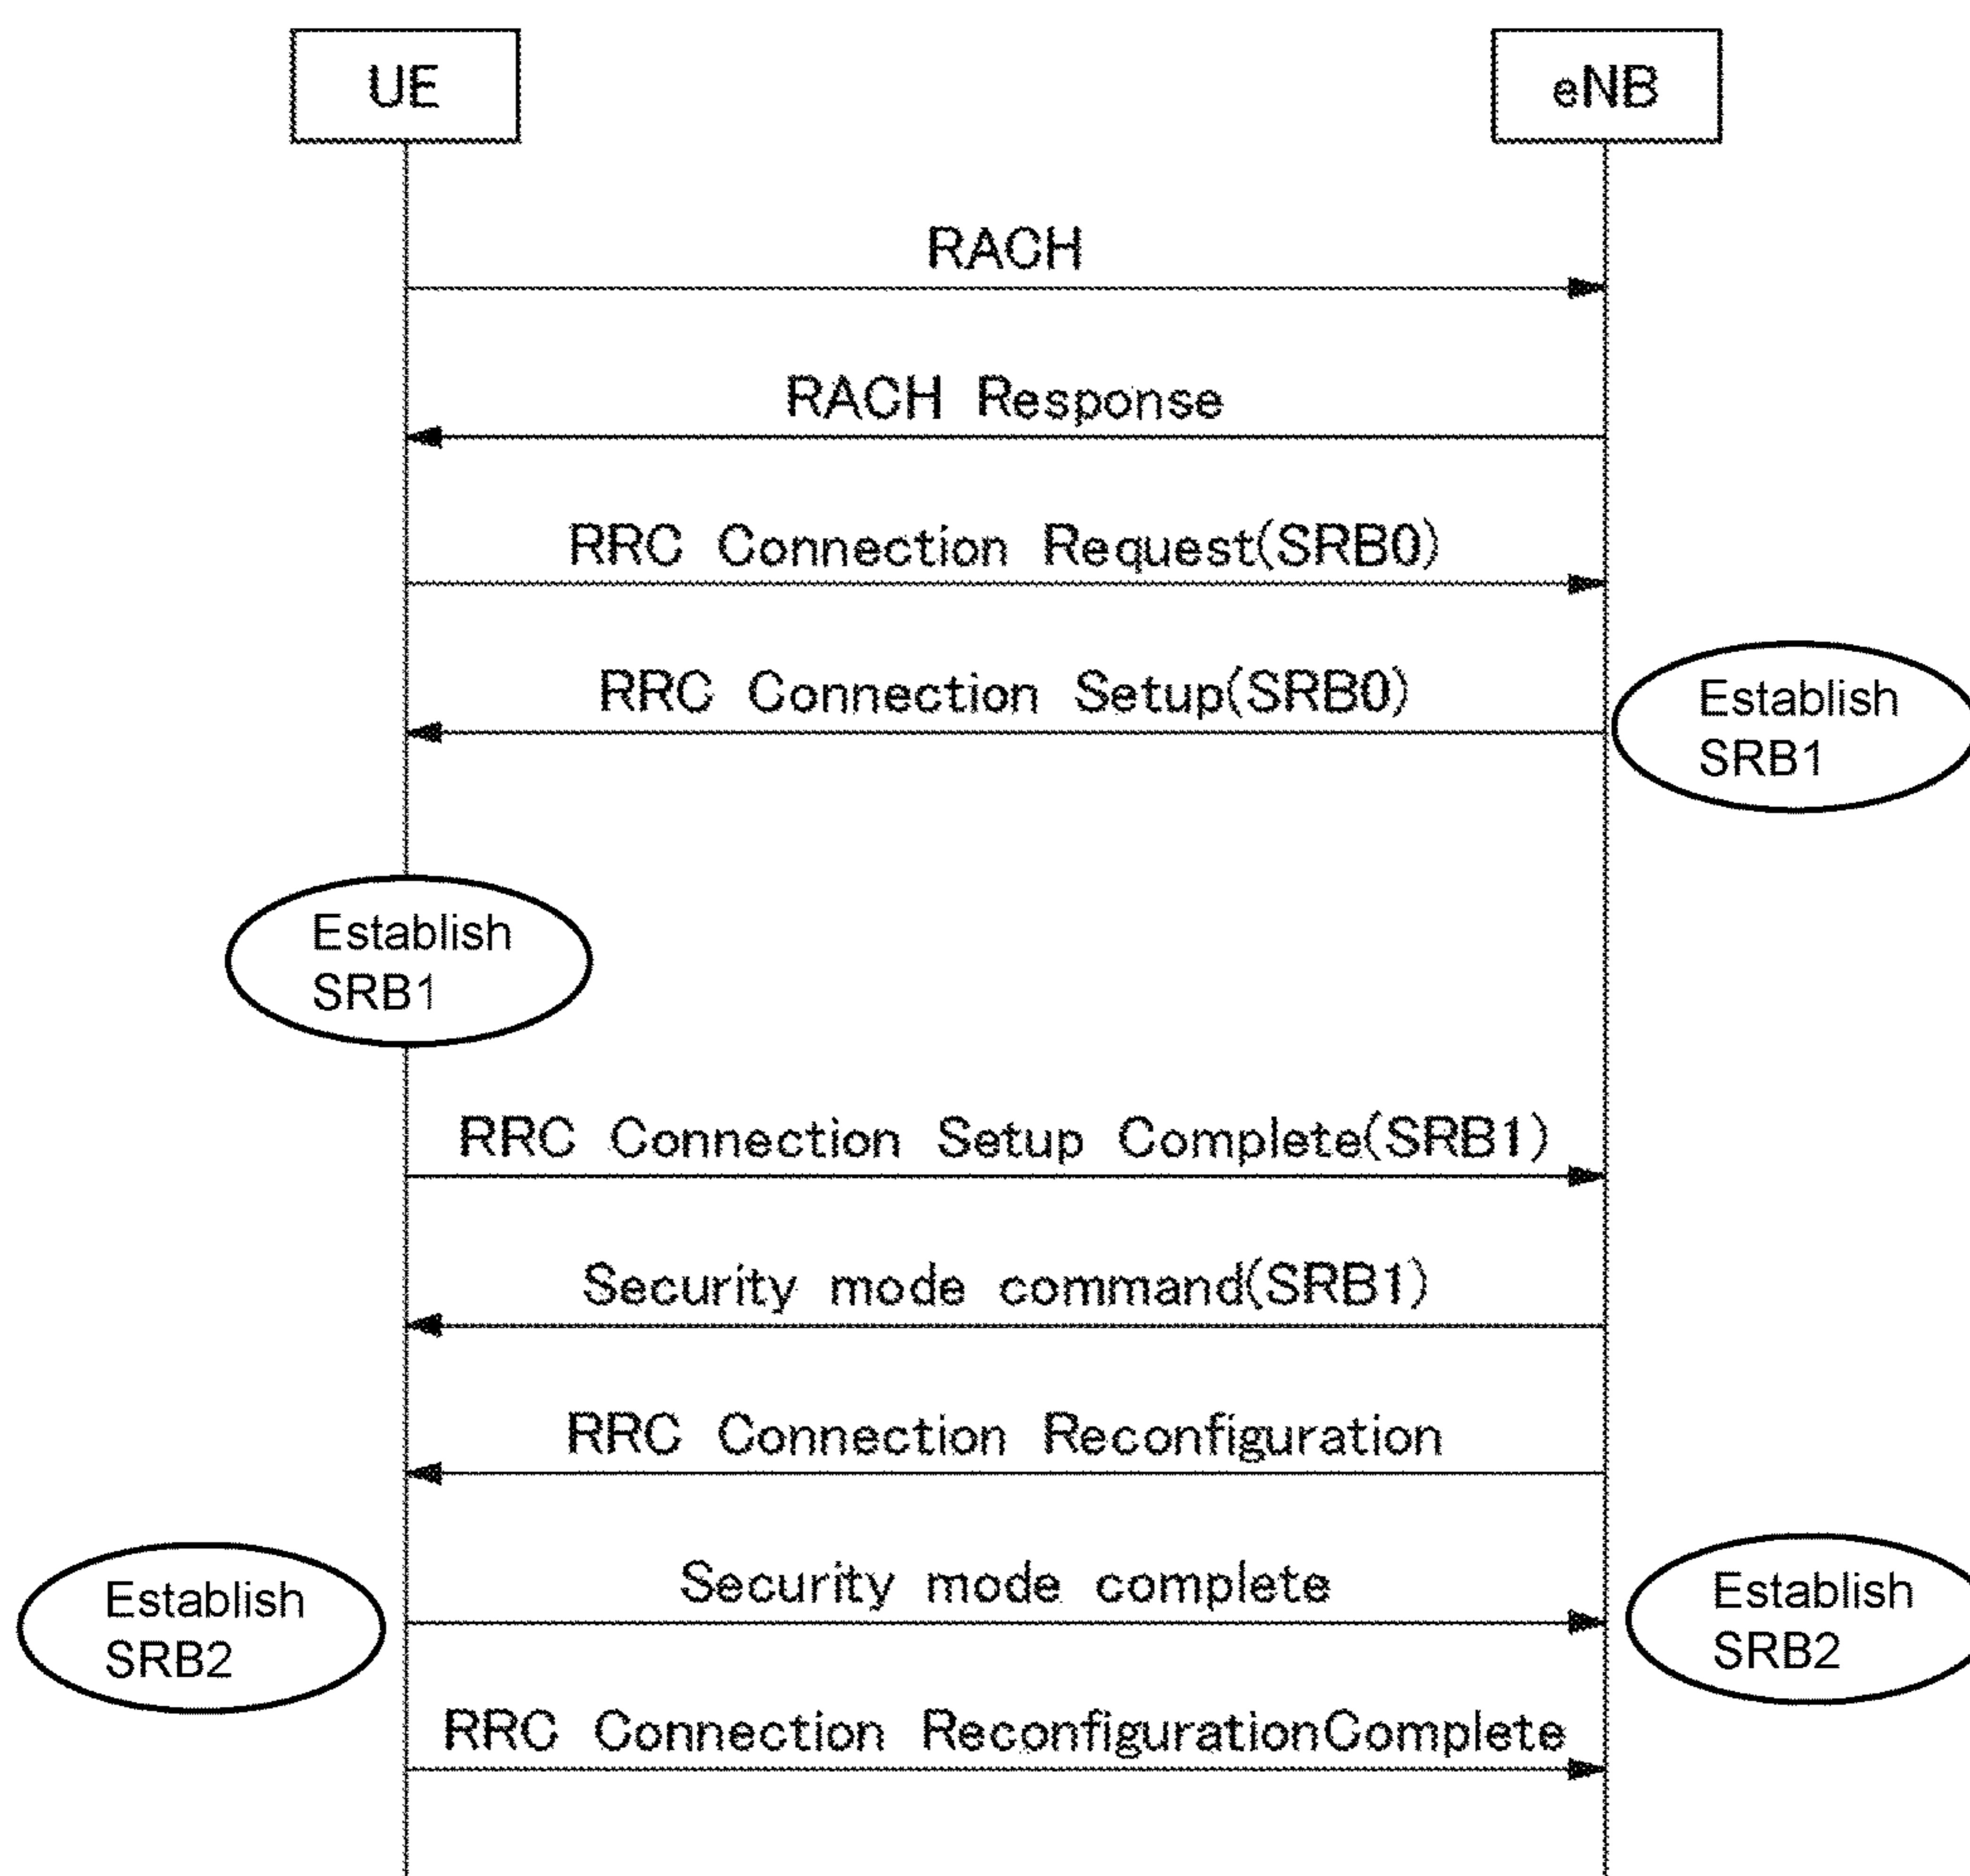 UE
eNB
RACH
RACH Response
RRC Connection Request(SRB0)
RRC Connection Setup(SRB0)
Establish
SRB1
Establish
SRB1
RRC Connection Setup Complete(SRB1)
Security mode command(SRB1)
RRC Connection Reconfiguration
Security mode complete
Establish
SRB2
Establish
SRB2
RRC Connection ReconfigurationComplete